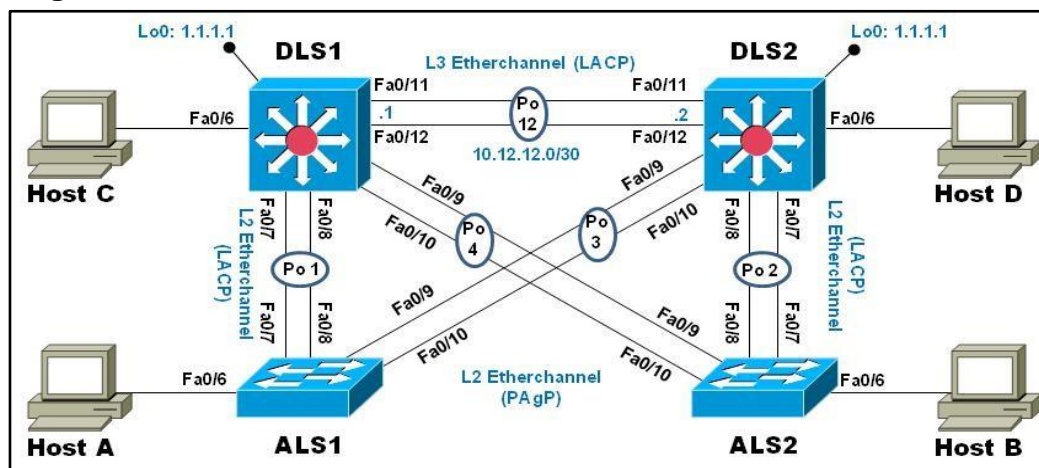 Lo0: 1.1.1.1
Lo0: 1.1.1.1
DLS1
DLS2
L3 Etherchannel (LACP)
Fa0/11
Fa0/11
Po
12
Fa0/6
.1
.2
Fa0/6
Fa0/12
Fa0/12
10.12.12.0/30
Host C
Host D
Fa0/9
Fa0/9
Fa0/10
Fa0/10
Fa0/7
Fa0/8
Fa0/8
Fa0/7
L2 Etherchannel
(LACP)
Po 1
Po
4
Po
3
Po 2
L2 Etherchannel
(LACP)
Fa0/7
Fa0/8
Fa0/9
Fa0/10
Fa0/9
Fa0/10
Fa0/8
Fa0/7
Fa0/6
L2 Etherchannel
(PAgP)
Fa0/6
Host A
ALS1
ALS2
Host B